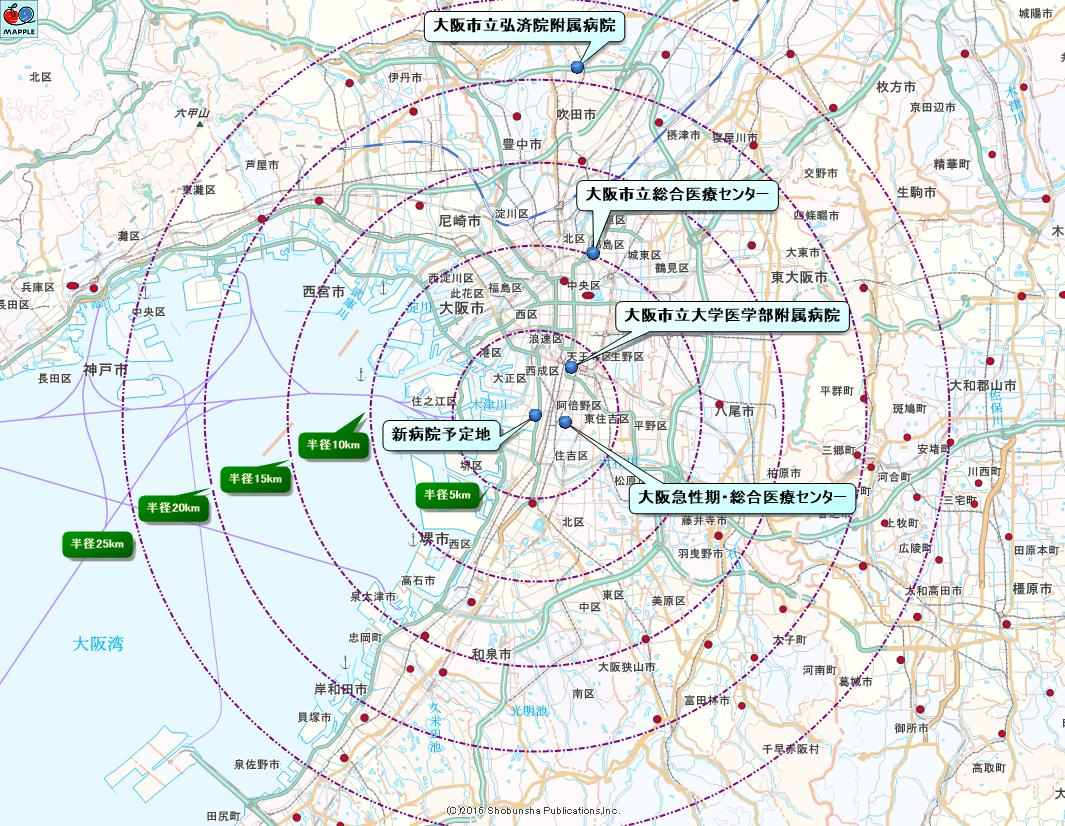 MAPPLE
大阪市立弘済院附属病院
城陽市
北区
伊丹市
枚方市
木津川
京田辺市
六甲山
吹田市
摂津市
寝屋川市
豊中市
芦屋市
精華町
交野市
東灘区
大阪市立総合医療センター
生駒市
尼崎市
淀川区
四條畷市
灘区
北区
城東区
大東市
鶴見区
兵庫区
西淀川区
福島区
中央区
東大阪市
西宮市
此花区
長田区
中央区
淀川
大阪市
西区
大阪市立大学医学部附属病院
浪速区
港区
生野区
神戸市
長田区
大正区
西成区
大和郡山市
平群町
佐保川
住之江区
木津川
阿倍野区
八尾市
斑鳩町
東住吉区
平野区
新病院予定地
半径10km
三郷町
安堵町
住吉区
堺区
柏原市
河合町
川西町
半径15km
半径5km
大阪急性期・総合医療センター
三宅町
半径20km
藤井寺市
北区
上牧町
堺市
西区
半径25km
羽曳野市
広陵町
田原本町
高石市
大和高田市
橿原市
東区
泉大津市
美原区
中区
大阪湾
忠岡町
太子町
和泉市
大阪狭山市
河南町
葛城市
岸和田市
南区
富田林市
貝塚市
久米田池
光明池
御所市
千早赤阪村
泉佐野市
高取町
田尻町
(C)2016 Shobunsha Publications,Inc.